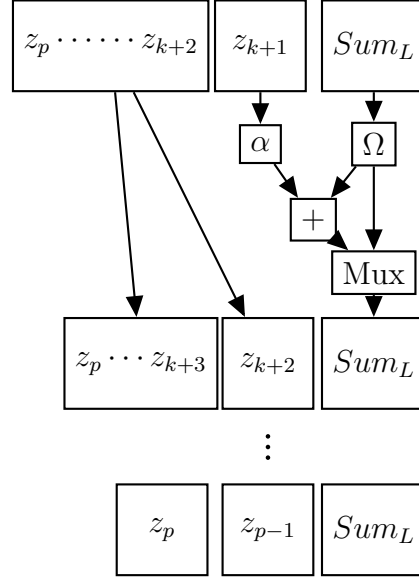 z_p ⋯⋯ z_{k+2} z_{k+1} Sum_L
α Ω
+
Mux
z_p ⋯ z_{k+3} z_{k+2} Sum_L
⋮
z_p z_{p−1} Sum_L